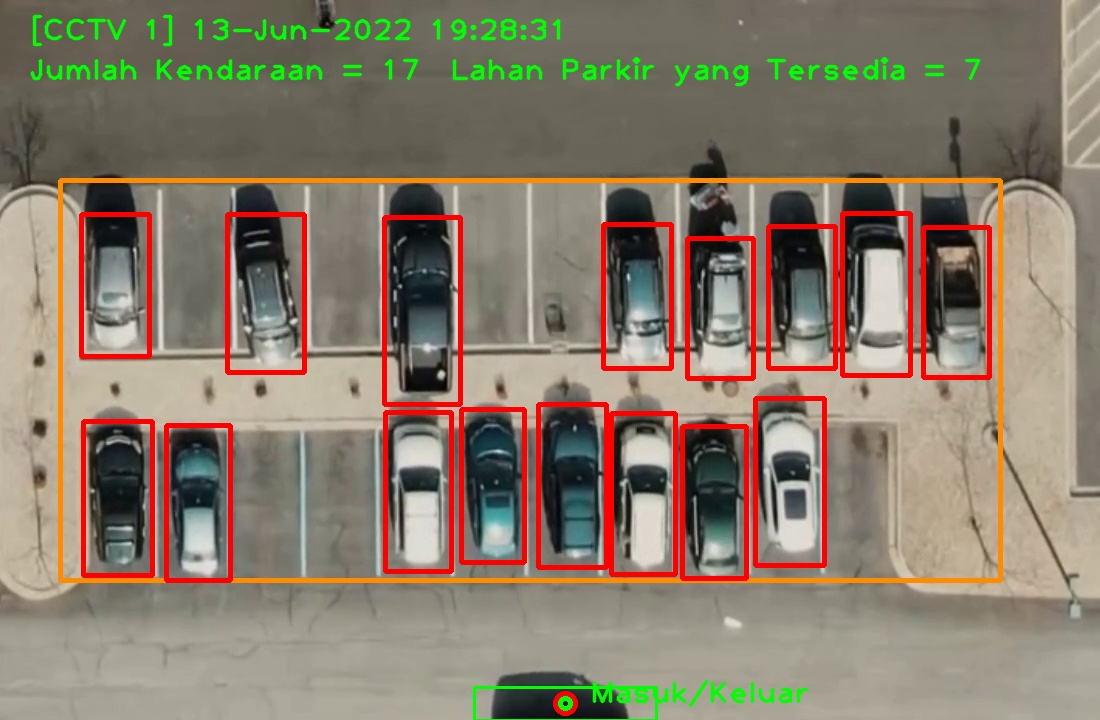 [CCTV 1] 13-Jun-2022 19:28:31
Jumlah Kendaraan = 17 Lahan Parkir yang Tersedia = 7
Masuk/Keluar